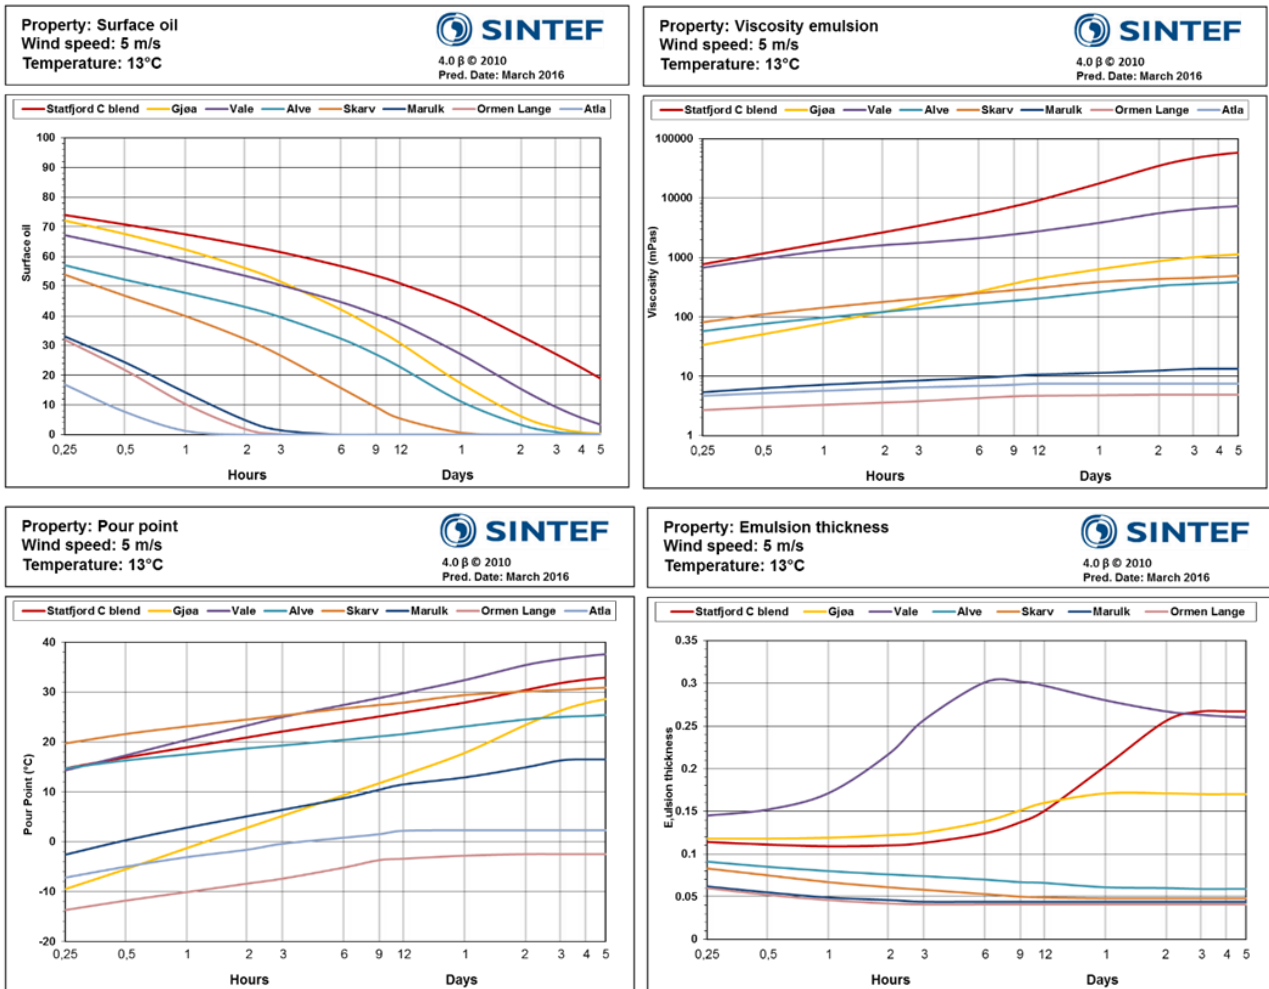 Property: Surface oil
Wind speed: 5 m/s
Temperature: 13°C
SINTEF
4.0 β © 2010
Pred. Date: March 2016
Statfjord C blend Gjøa Vale Alve Skarv Marulk Ormen Lange Atla
100
90
80
70
60
50
40
30
20
10
0
Surface oil
0,25 0,5 1 2 3 6 9 12 1 2 3 4 5
Hours Days
Property: Viscosity emulsion
Wind speed: 5 m/s
Temperature: 13°C
SINTEF
4.0 β © 2010
Pred. Date: March 2016
Statfjord C blend Gjøa Vale Alve Skarv Marulk Ormen Lange Atla
100000
10000
1000
100
10
1
Viscosity (mPas)
0,25 0,5 1 2 3 6 9 12 1 2 3 4 5
Hours Days
Property: Pour point
Wind speed: 5 m/s
Temperature: 13°C
SINTEF
4.0 β © 2010
Pred. Date: March 2016
Statfjord C blend Gjøa Vale Alve Skarv Marulk Ormen Lange Atla
40
30
20
10
0
-10
-20
Pour Point (°C)
0,25 0,5 1 2 3 6 9 12 1 2 3 4 5
Hours Days
Property: Emulsion thickness
Wind speed: 5 m/s
Temperature: 13°C
SINTEF
4.0 β © 2010
Pred. Date: March 2016
Statfjord C blend Gjøa Vale Alve Skarv Marulk Ormen Lange
0.35
0.3
0.25
0.2
0.15
0.1
0.05
0
E,ulsion thickness
0,25 0,5 1 2 3 6 9 12 1 2 3 4 5
Hours Days